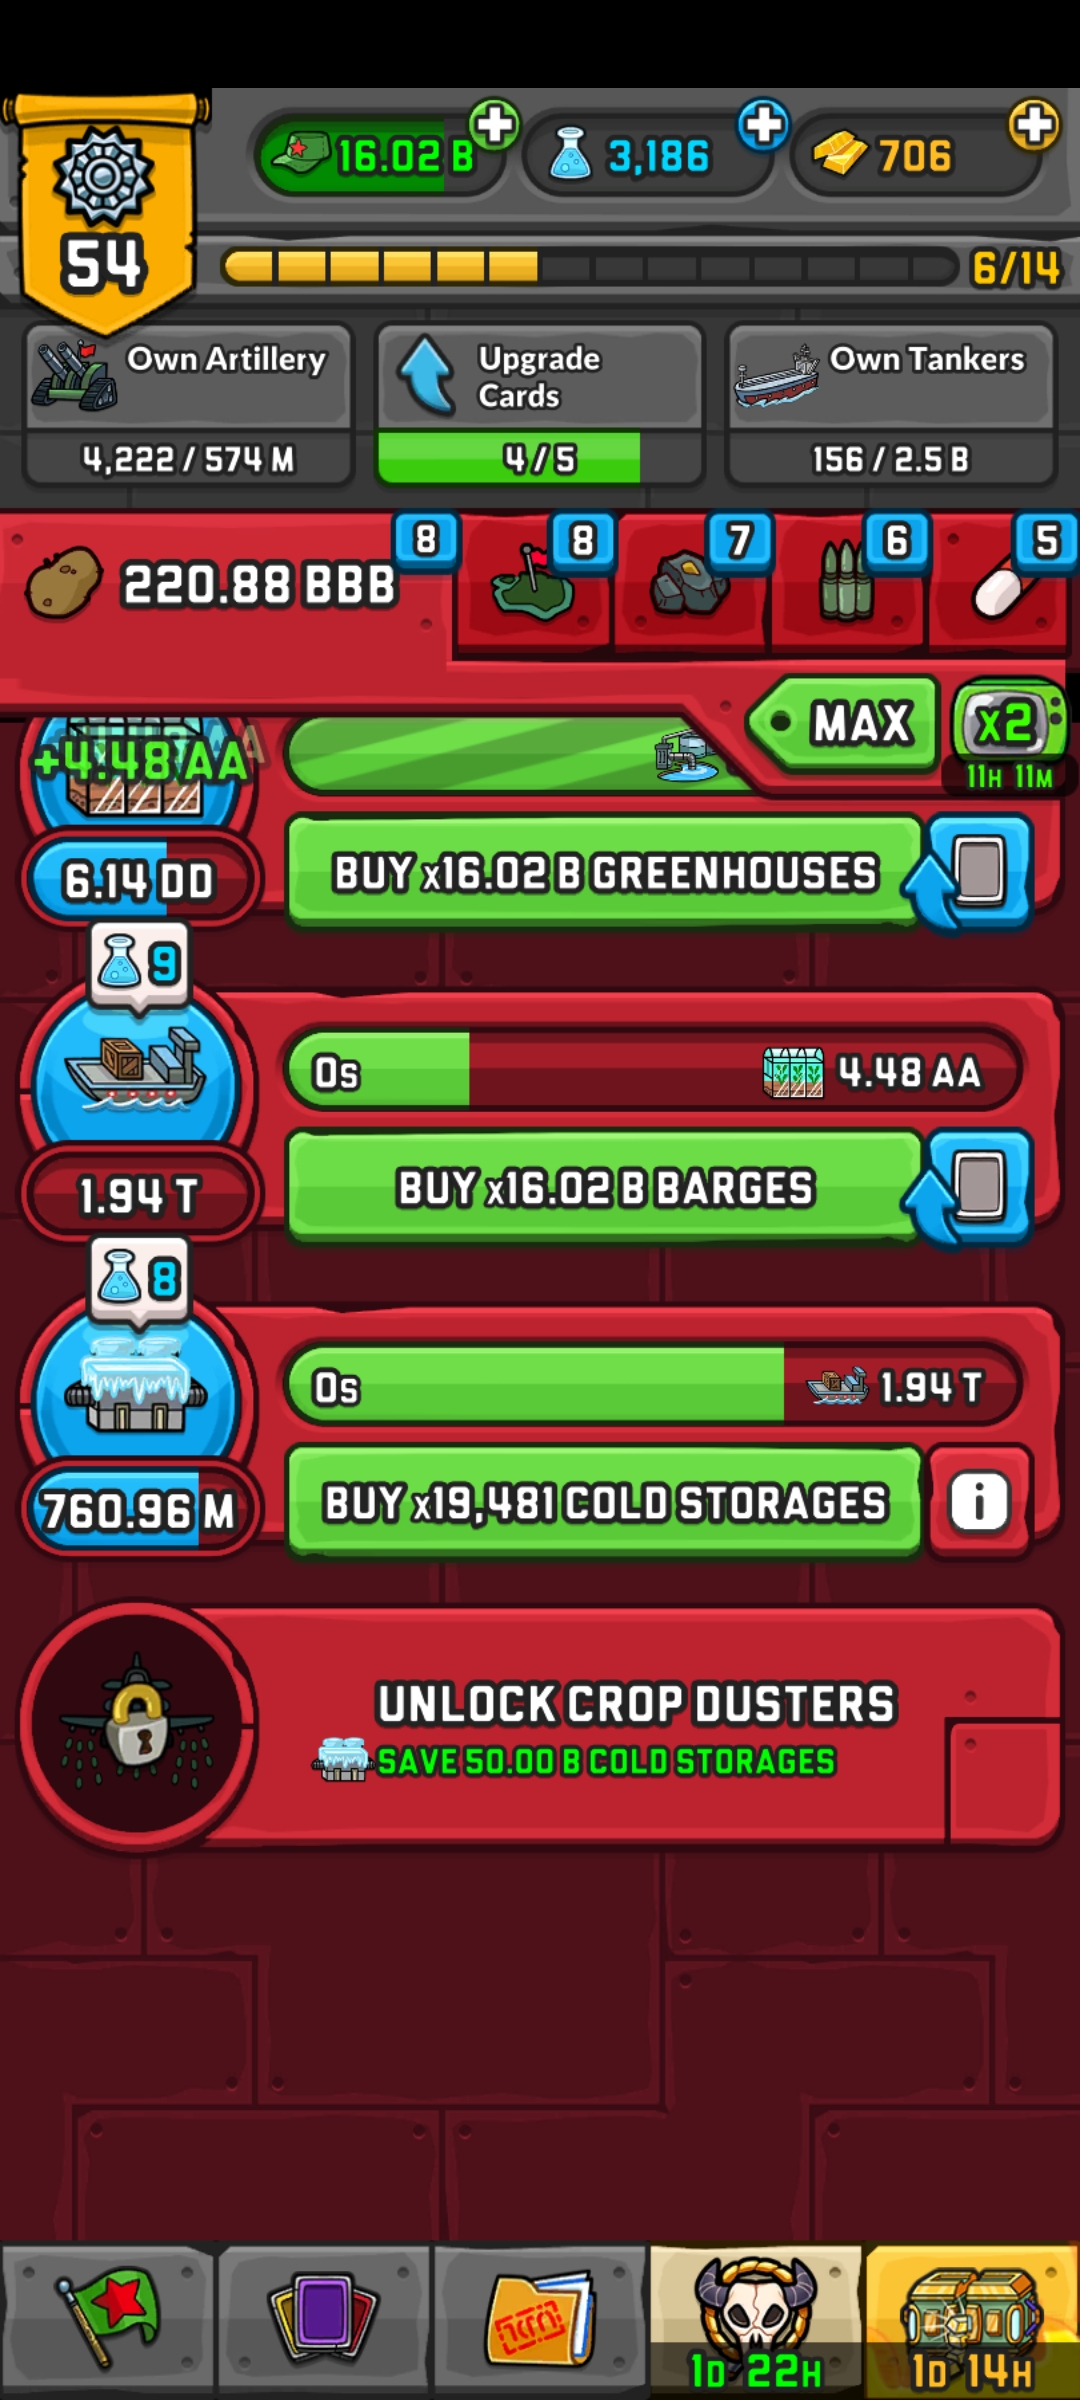 16.02 B
3,186
706
54
6/14
Own Artillery
4,222 / 574 M
Upgrade
Cards
4 / 5
Own Tankers
156 / 2.5 B
220.88 BBB
8
8
7
6
5
MAX
x2
11H 11M
+4.48 AA
6.14 DD
BUY x16.02 B GREENHOUSES
9
0s
4.48 AA
1.94 T
BUY x16.02 B BARGES
8
0s
1.94 T
760.96 M
BUY x19,481 COLD STORAGES
i
UNLOCK CROP DUSTERS
SAVE 50.00 B COLD STORAGES
1D 22H
1D 14H